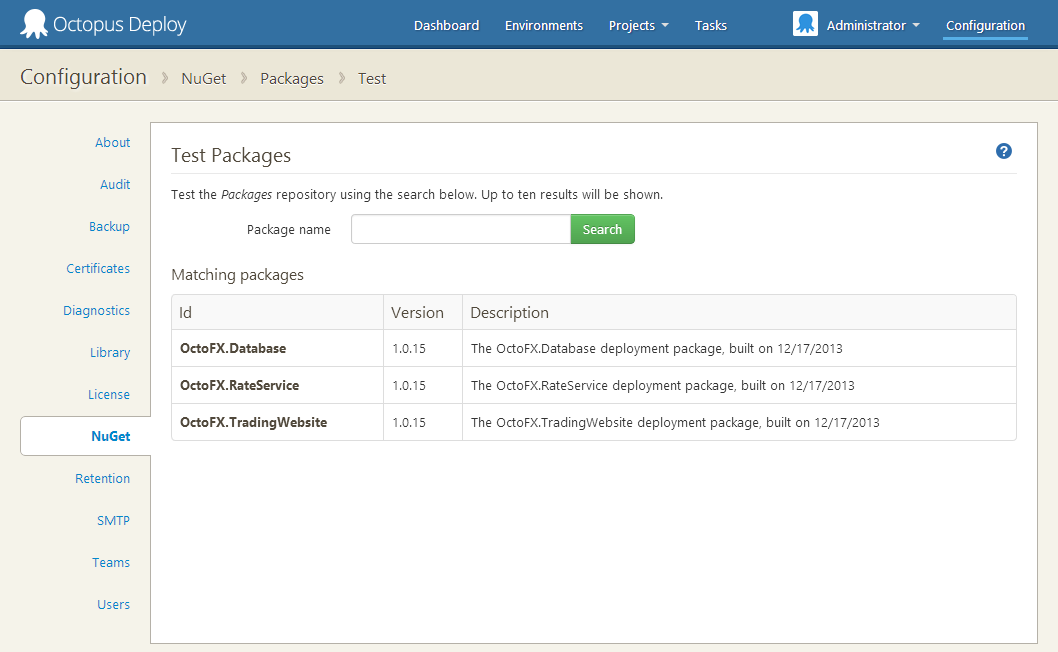 Octopus Deploy Dashboard Environments Projects Tasks Administrator Configuration
Configuration NuGet Packages Test
About
Audit
Backup
Certificates
Diagnostics
Library
License
NuGet
Retention
SMTP
Teams
Users
Test Packages ?
Test the Packages repository using the search below. Up to ten results will be shown.
Package name Search
Matching packages
Id Version Description
OctoFX.Database 1.0.15 The OctoFX.Database deployment package, built on 12/17/2013
OctoFX.RateService 1.0.15 The OctoFX.RateService deployment package, built on 12/17/2013
OctoFX.TradingWebsite 1.0.15 The OctoFX.TradingWebsite deployment package, built on 12/17/2013